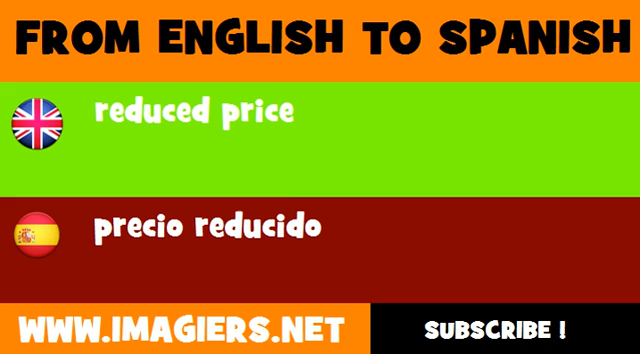 FROM ENGLISH TO SPANISH
reduced price
precio reducido
WWW.IMAGIERS.NET
SUBSCRIBE !